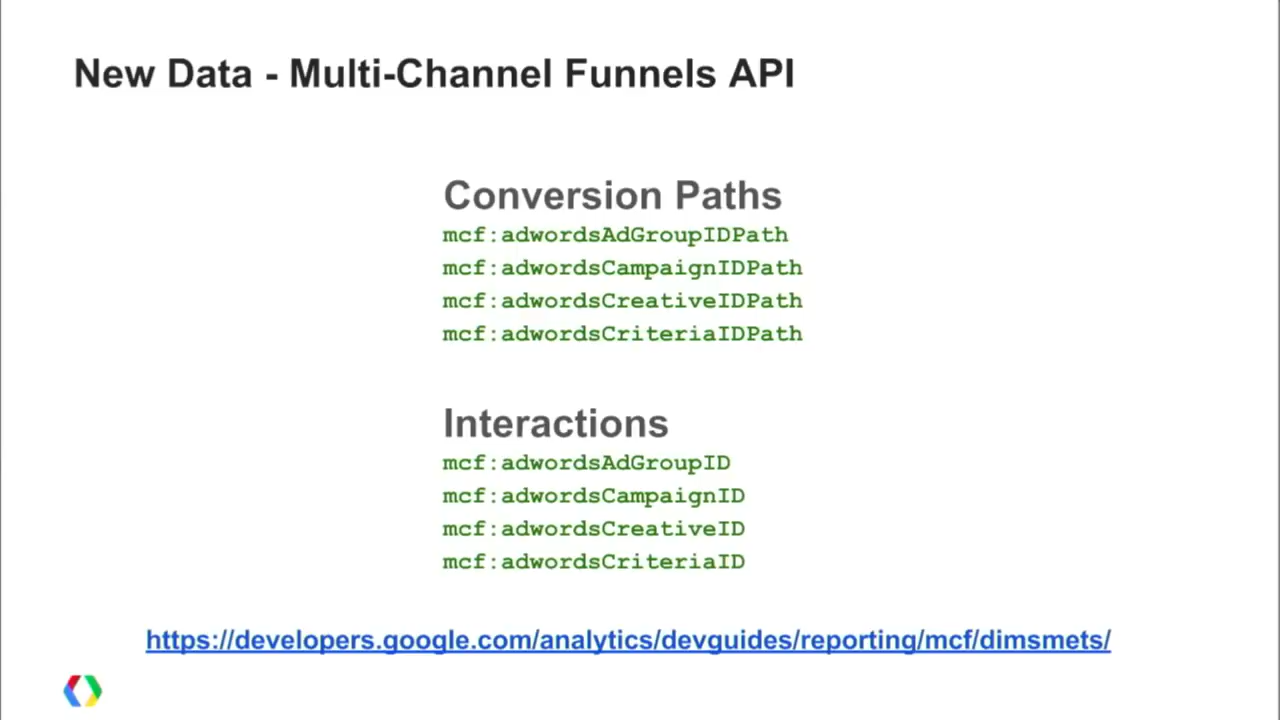 New Data - Multi-Channel Funnels API
Conversion Paths
mcf:adwordsAdGroupIDPath
mcf:adwordsCampaignIDPath
mcf:adwordsCreativeIDPath
mcf:adwordsCriteriaIDPath
Interactions
mcf:adwordsAdGroupID
mcf:adwordsCampaignID
mcf:adwordsCreativeID
mcf:adwordsCriteriaID
https://developers.google.com/analytics/devguides/reporting/mcf/dimsmets/